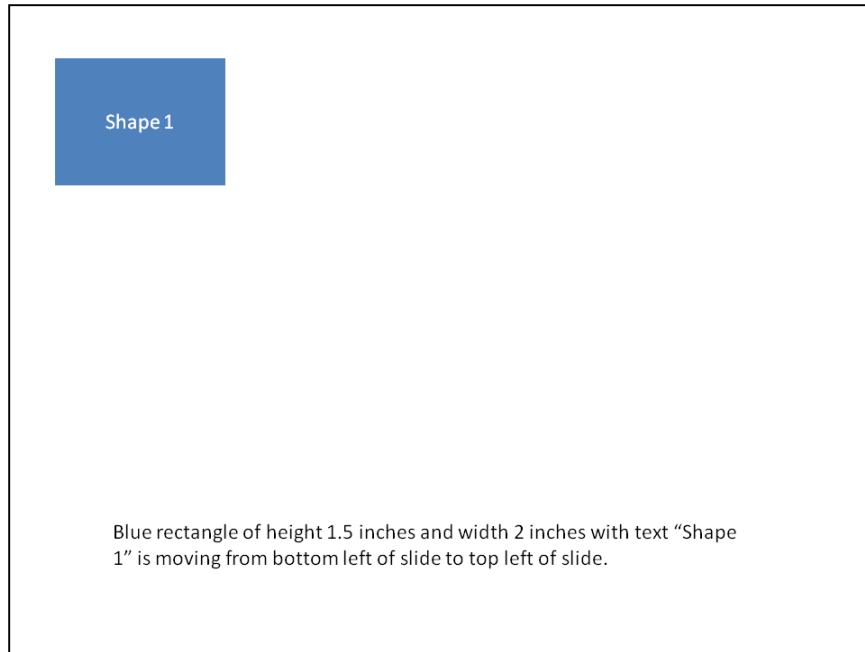 Shape 1
Blue rectangle of height 1.5 inches and width 2 inches with text “Shape
1” is moving from bottom left of slide to top left of slide.